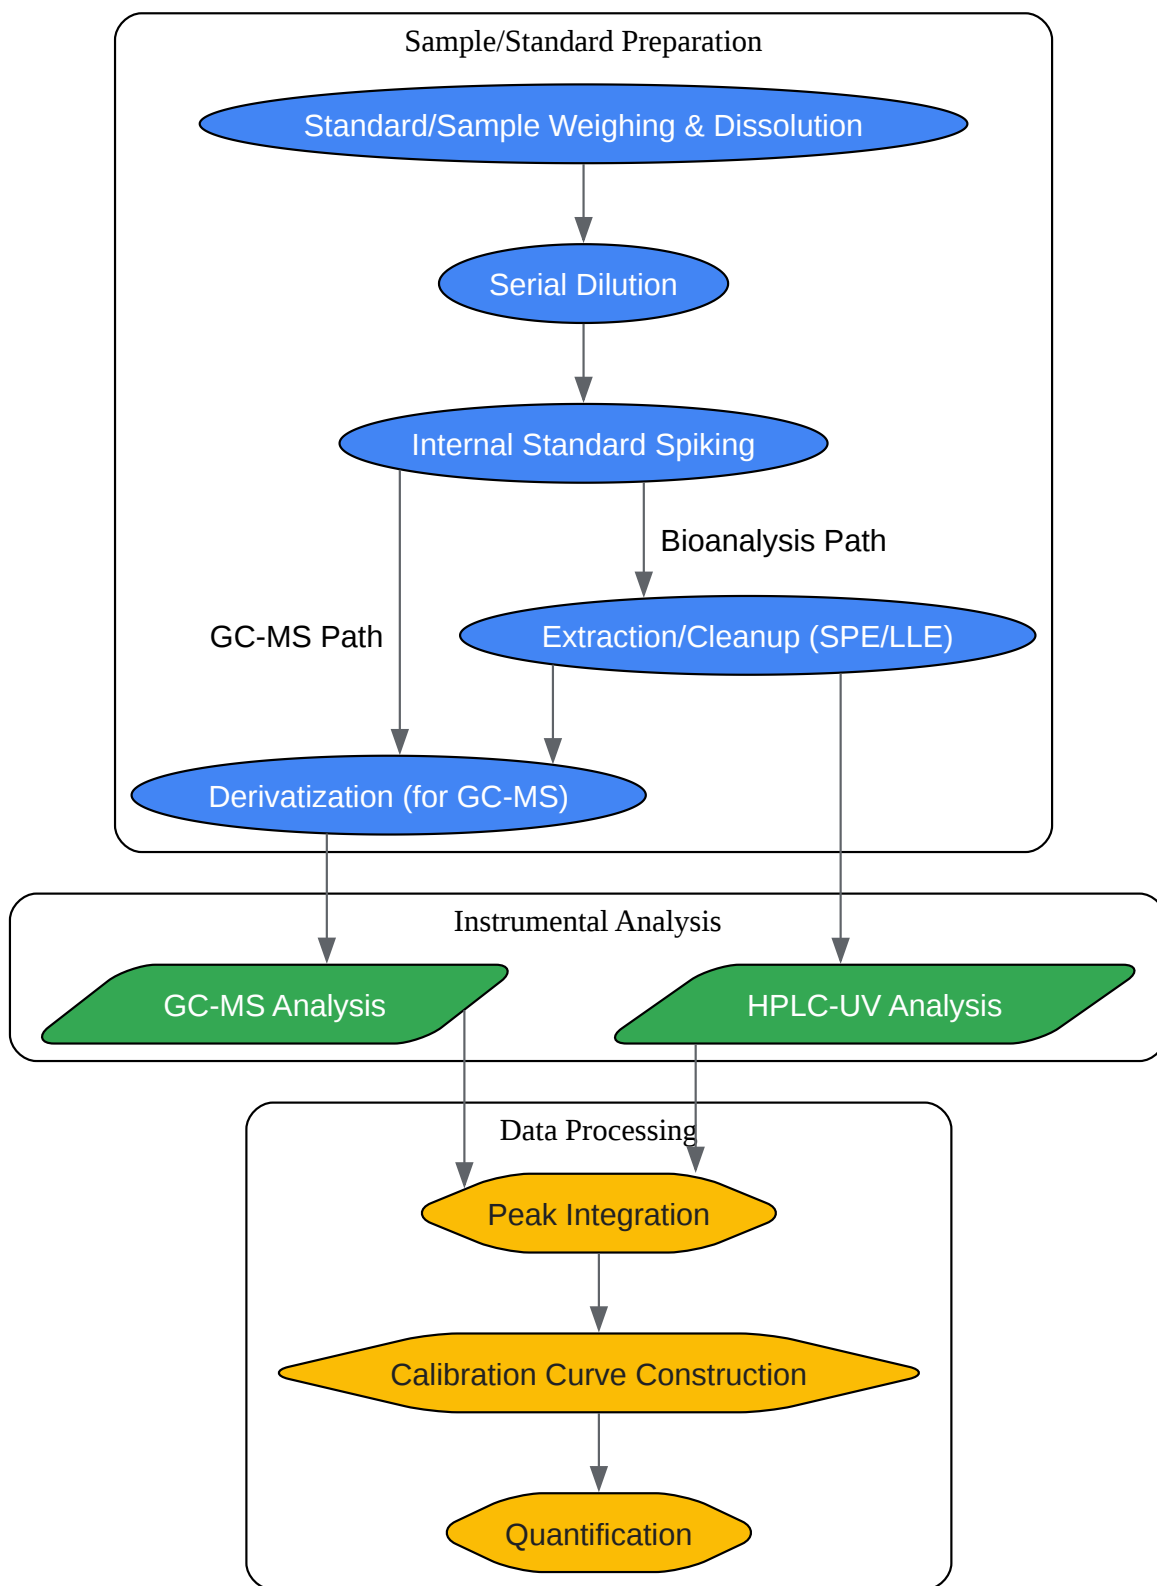 Sample/Standard Preparation
Standard/Sample Weighing & Dissolution
Serial Dilution
Internal Standard Spiking
Bioanalysis Path
GC-MS Path
Extraction/Cleanup (SPE/LLE)
Derivatization (for GC-MS)
Instrumental Analysis
GC-MS Analysis
HPLC-UV Analysis
Data Processing
Peak Integration
Calibration Curve Construction
Quantification